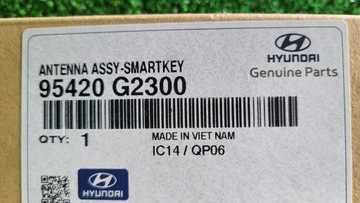 HYUNDAI
Genuine Parts
ANTENNA ASSY-SMARTKEY
95420 G2300
QTY: 1
MADE IN VIET NAM
IC14 / QP06
HYUNDAI